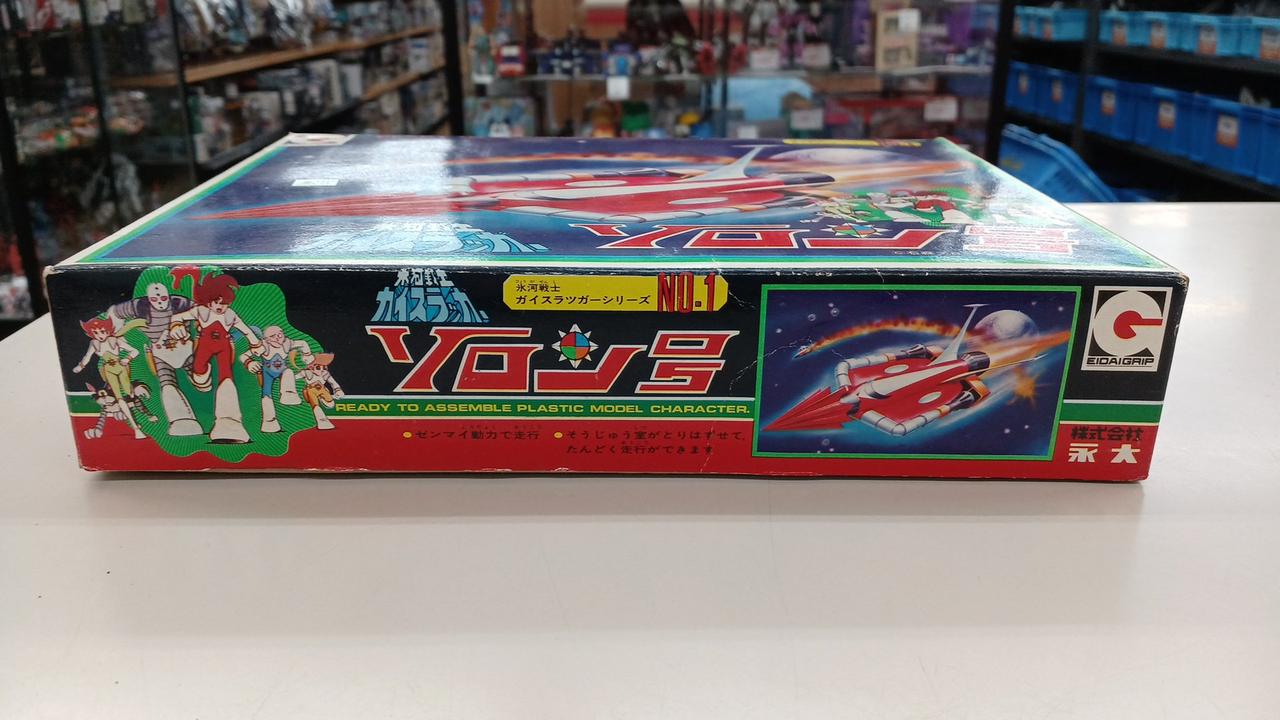 氷河戦士
ガイスラッガー
氷河戦士
ガイスラツガーシリーズ NO.1
ソロン号
READY TO ASSEMBLE PLASTIC MODEL CHARACTER.
●ゼンマイ動力で走行 ●そうじゅう室がとりはずせて、
たんどく走行ができます
EIDAI GRIP
株式会社
永大